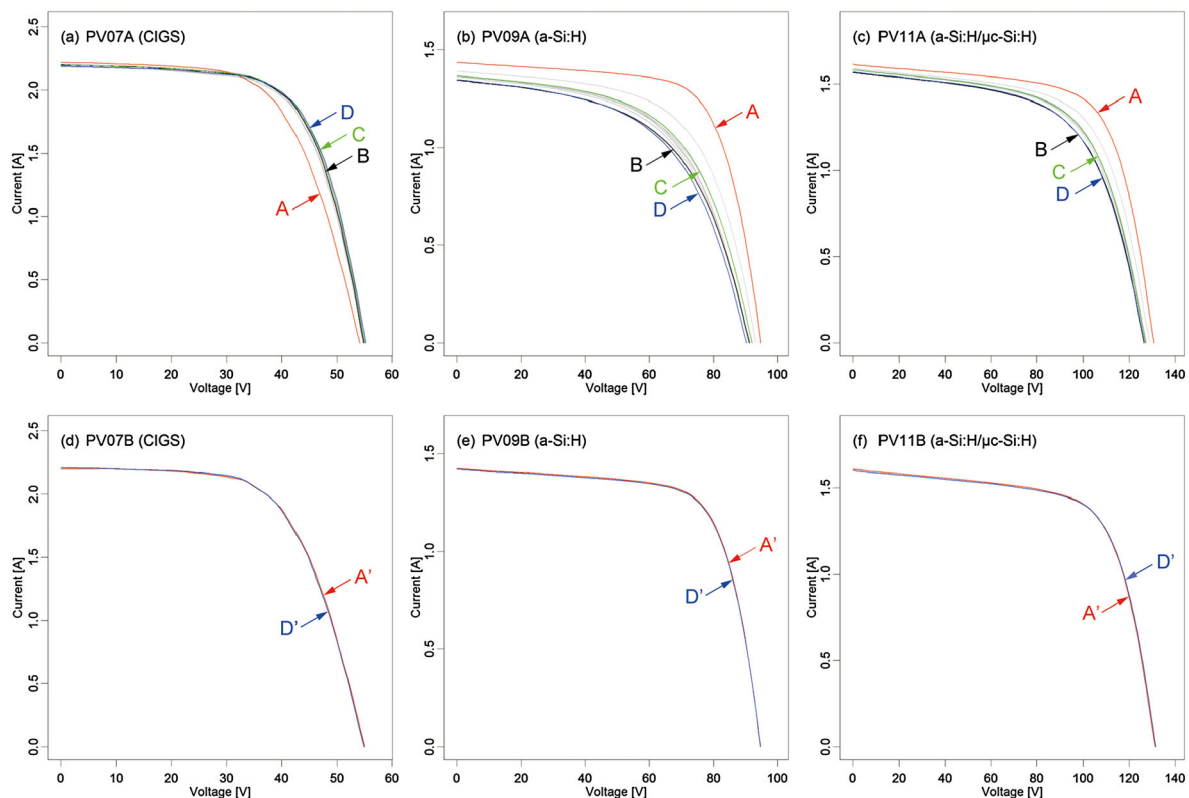 (a) PV07A (CIGS)
2.5
2.0
1.5
1.0
0.5
0.0
Current [A]
D
C
B
A
0 10 20 30 40 50 60
Voltage [V]
(b) PV09A (a-Si:H)
1.5
1.0
0.5
0.0
Current [A]
A
B
C
D
0 20 40 60 80 100
Voltage [V]
(c) PV11A (a-Si:H/µc-Si:H)
1.5
1.0
0.5
0.0
Current [A]
A
B
C
D
0 20 40 60 80 100 120 140
Voltage [V]
(d) PV07B (CIGS)
2.5
2.0
1.5
1.0
0.5
0.0
Current [A]
A’
D’
0 10 20 30 40 50 60
Voltage [V]
(e) PV09B (a-Si:H)
1.5
1.0
0.5
0.0
Current [A]
A’
D’
0 20 40 60 80 100
Voltage [V]
(f) PV11B (a-Si:H/µc-Si:H)
1.5
1.0
0.5
0.0
Current [A]
D’
A’
0 20 40 60 80 100 120 140
Voltage [V]